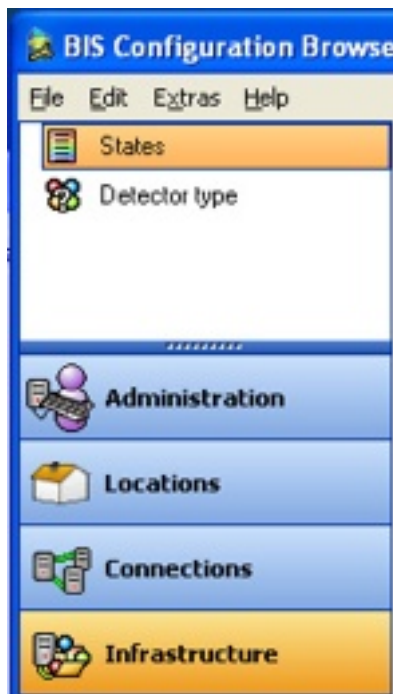 BIS Configuration Browse
File Edit Extras Help
States
Detector type
Administration
Locations
Connections
Infrastructure